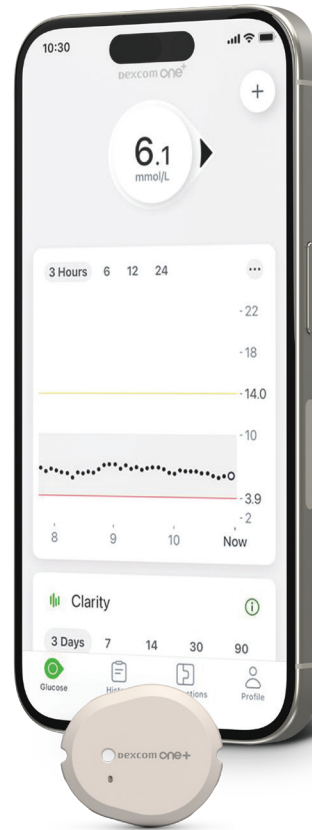 10:30
Dexcom ONE+
+
6.1
mmol/L
3 Hours 6 12 24 ...
22
18
14.0
10
3.9
2
8 9 10 Now
Clarity
3 Days 7 14 30 90
Glucose
Profile
Dexcom ONE+